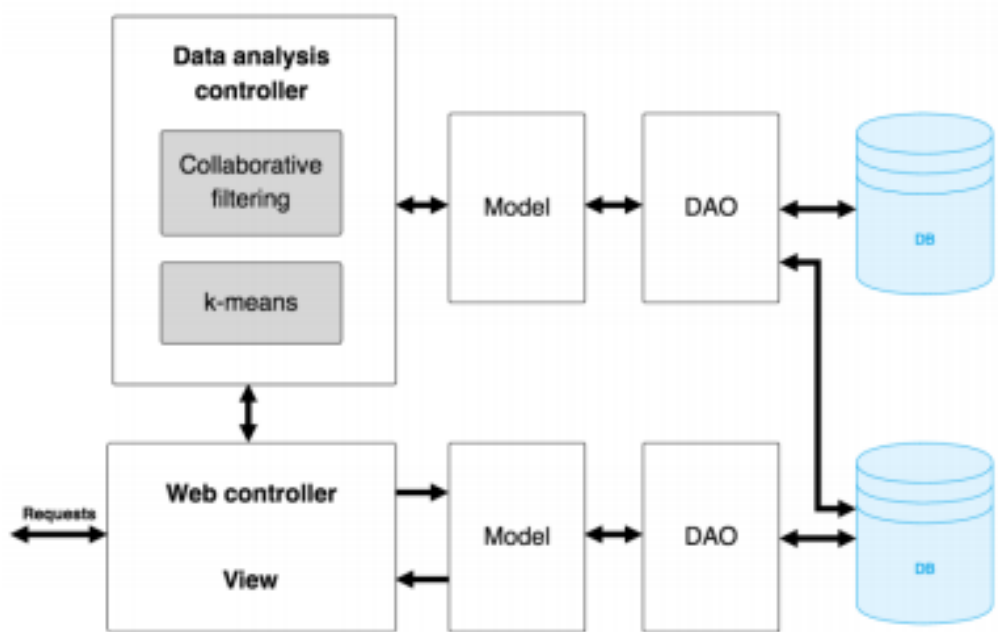 Data analysis
controller
Collaborative
filtering
k-means
Model
DAO
DB
Requests
Web controller
View
Model
DAO
DB